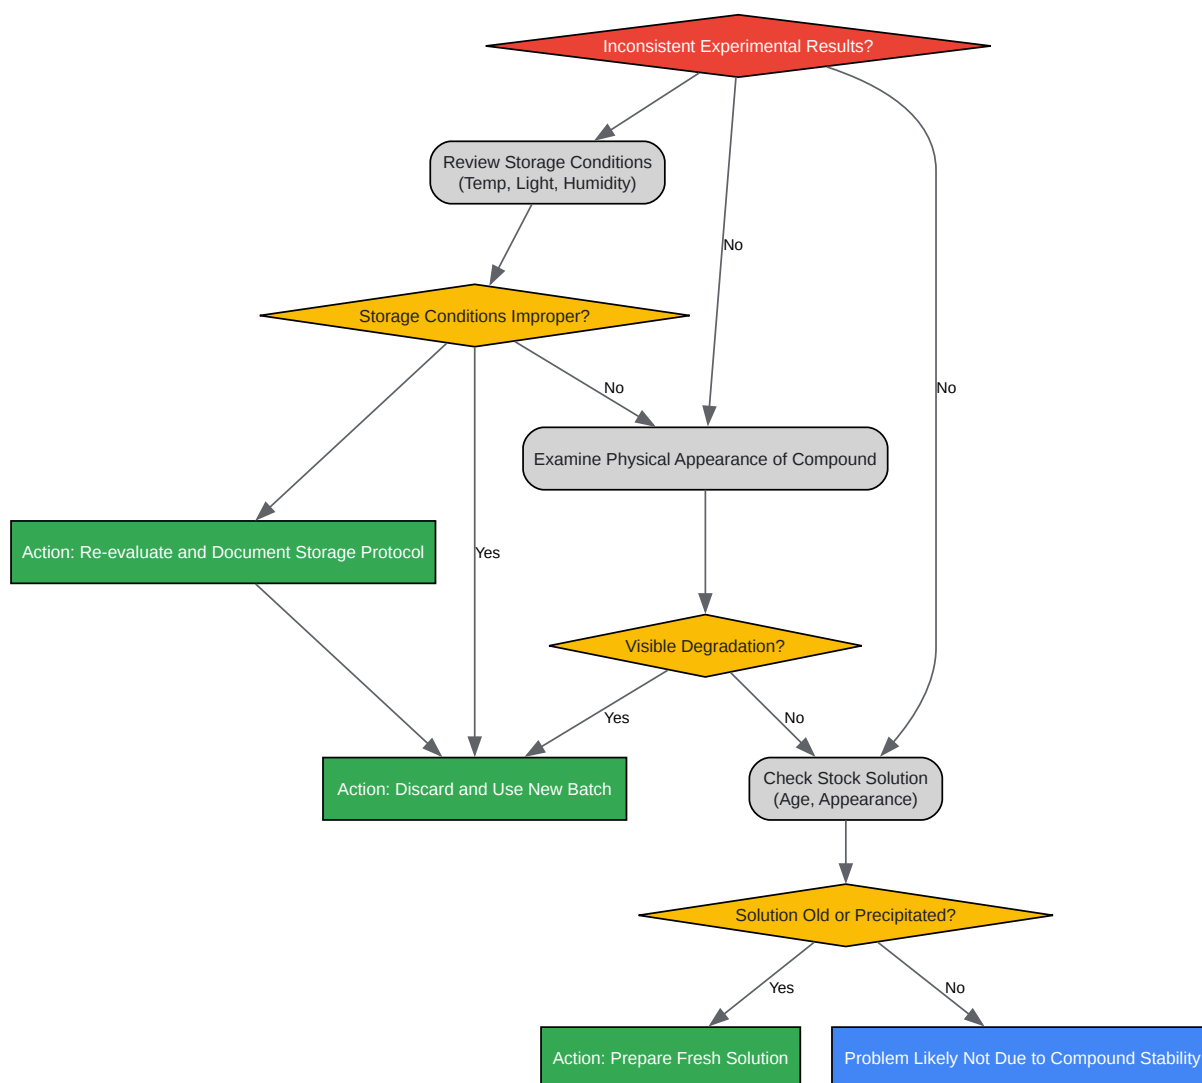 Inconsistent Experimental Results?
Review Storage Conditions
(Temp, Light, Humidity)
No
Storage Conditions Improper?
No
No
Examine Physical Appearance of Compound
Action: Re-evaluate and Document Storage Protocol
Yes
Visible Degradation?
Yes
No
Action: Discard and Use New Batch
Check Stock Solution
(Age, Appearance)
Solution Old or Precipitated?
Yes
No
Action: Prepare Fresh Solution
Problem Likely Not Due to Compound Stability